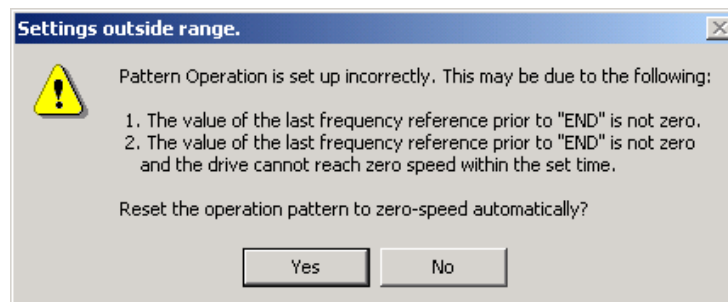 Settings outside range.
Pattern Operation is set up incorrectly. This may be due to the following:
1. The value of the last frequency reference prior to "END" is not zero.
2. The value of the last frequency reference prior to "END" is not zero
and the drive cannot reach zero speed within the set time.
Reset the operation pattern to zero-speed automatically?
Yes
No